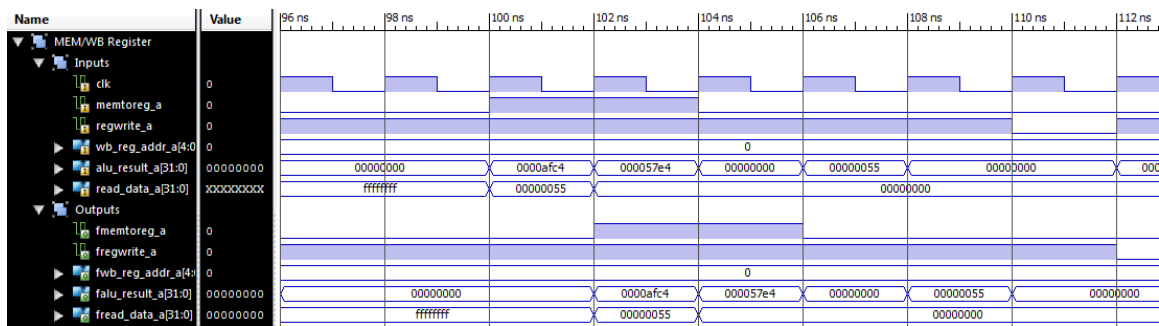 Name Value 96 ns 98 ns 100 ns 102 ns 104 ns 106 ns 108 ns 110 ns 112 ns
MEM/WB Register
Inputs
clk 0
memtoreg_a 0
regwrite_a 0
wb_reg_addr_a[4:0 0 0
alu_result_a[31:0] 00000000 00000000 0000afc4 000057e4 00000000 00000055 00000000 000
read_data_a[31:0] XXXXXXXX ffffffff 00000055 00000000
Outputs
fmemtoreg_a 0
fregwrite_a 0
fwb_reg_addr_a[4: 0 0
falu_result_a[31:0] 00000000 00000000 0000afc4 000057e4 00000000 00000055 00000000
fread_data_a[31:0] 00000000 ffffffff 00000055 00000000